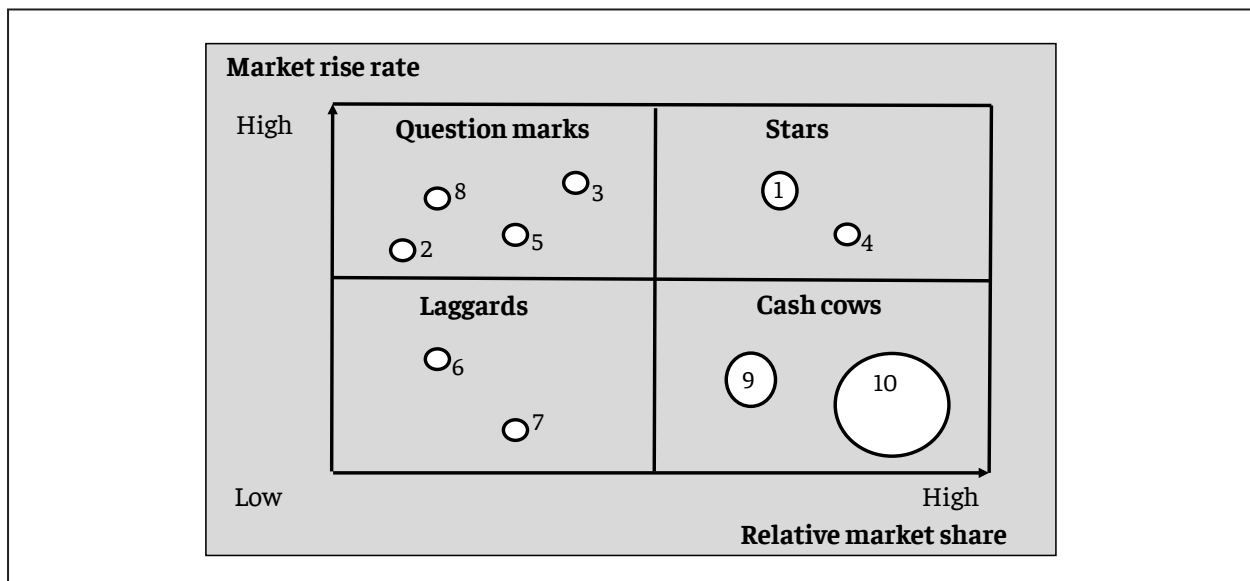 Market rise rate
High
Question marks
Stars
8
3
1
2
5
4
Laggards
Cash cows
6
9
10
7
Low
High
Relative market share